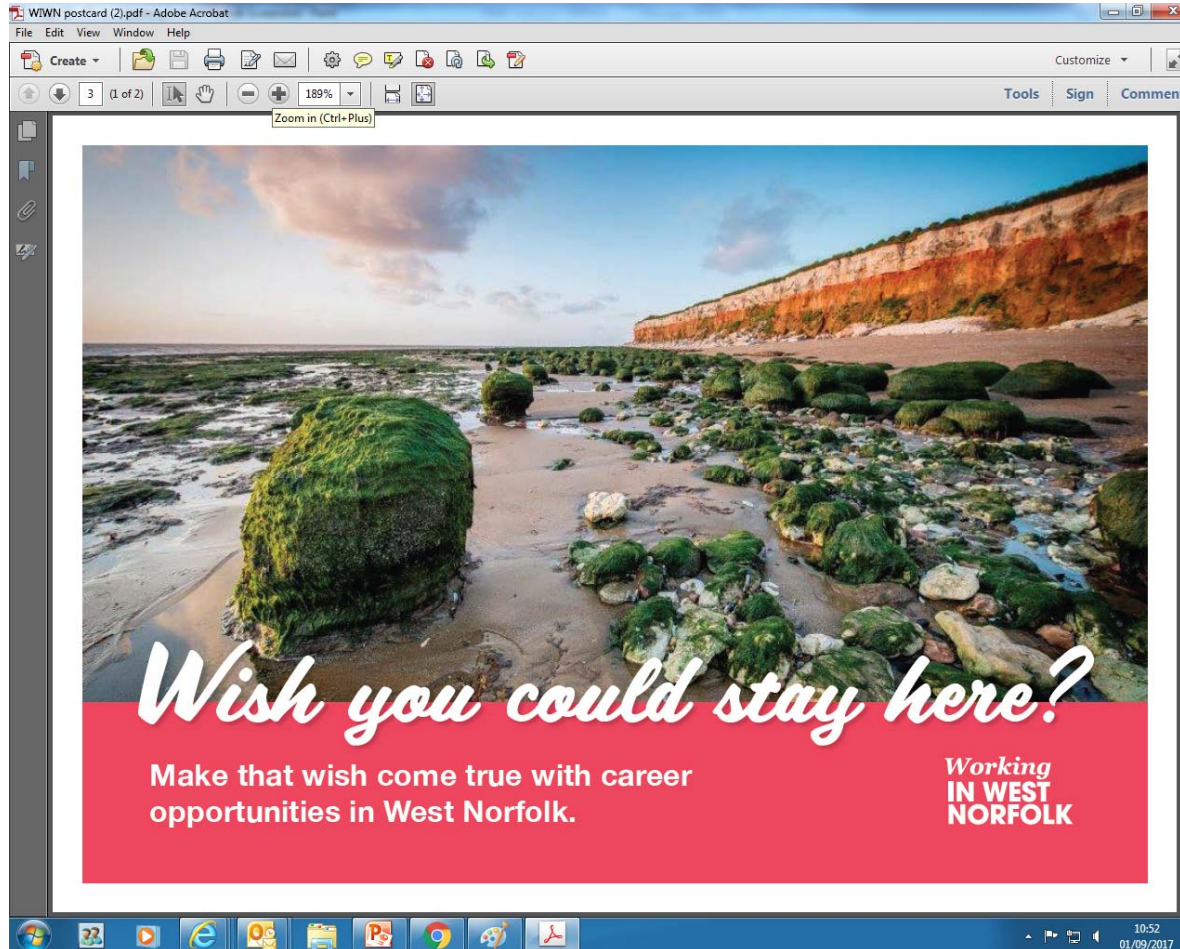 WIWN postcard (2).pdf - Adobe Acrobat
File Edit View Window Help
Create Customize
3 (1 of 2) 189% Tools Sign Commen
Zoom in (Ctrl+Plus)
Wish you could stay here?
Make that wish come true with career
opportunities in West Norfolk.
Working
IN WEST
NORFOLK
10:52
01/09/2017